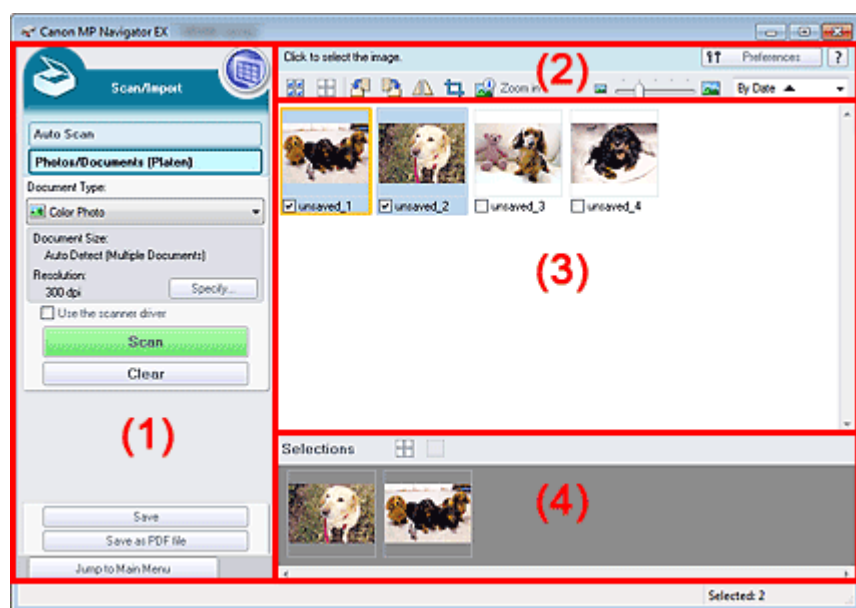 Canon MP Navigator EX
Scan/Import
Auto Scan
Photos/Documents (Platen)
Document Type:
Color Photo
Document Size:
Auto Detect (Multiple Documents)
Resolution:
300 dpi
Specify...
Use the scanner driver
Scan
Clear
(1)
Save
Save as PDF file
Jump to Main Menu
Click to select the image.
Preferences
?
(2)
Zoom in
By Date
unsaved_1
unsaved_2
unsaved_3
unsaved_4
(3)
Selections
(4)
Selected: 2